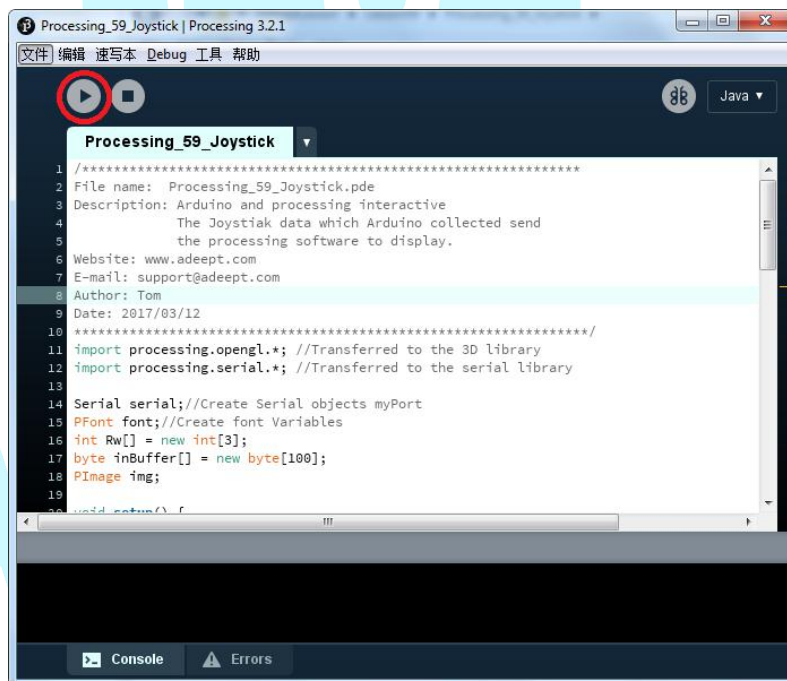 Processing_59_Joystick | Processing 3.2.1
文件 编辑 速写本 Debug 工具 帮助
Java ▼
Processing_59_Joystick ▼
1 /***************************************************************
2 File name:  Processing_59_Joystick.pde
3 Description: Arduino and processing interactive
4 The Joystiak data which Arduino collected send
5 the processing software to display.
6 Website: www.adeept.com
7 E-mail: support@adeept.com
8 Author: Tom
9 Date: 2017/03/12
10 *****************************************************************/
11 import processing.opengl.*; //Transferred to the 3D library
12 import processing.serial.*; //Transferred to the serial library
13
14 Serial serial;//Create Serial objects myPort
15 PFont font;//Create font Variables
16 int Rw[] = new int[3];
17 byte inBuffer[] = new byte[100];
18 PImage img;
19
20 void setup() {
Console
Errors